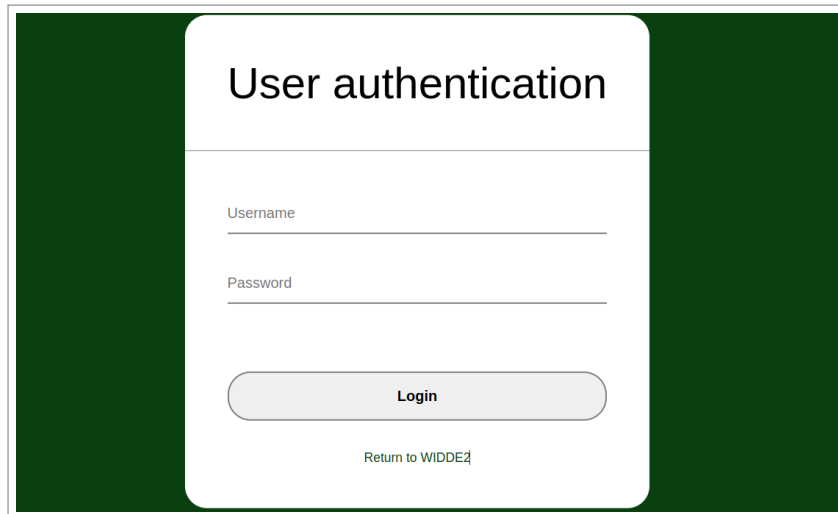 User authentication
Username
Password
Login
Return to WIDDE2